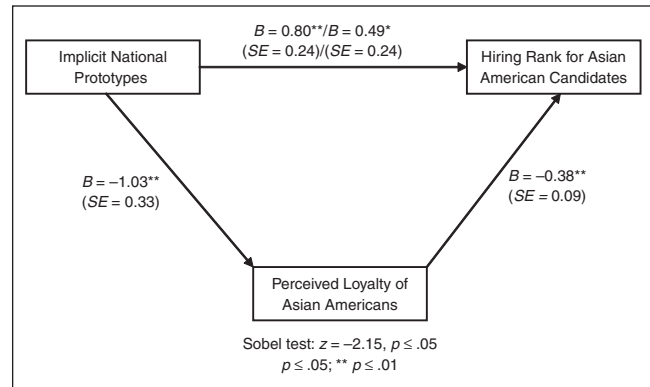 B = 0.80**/B = 0.49*
(SE = 0.24)/(SE = 0.24)
Implicit National
Prototypes
Hiring Rank for Asian
American Candidates
B = –1.03**
(SE = 0.33)
B = –0.38**
(SE = 0.09)
Perceived Loyalty of
Asian Americans
Sobel test: z = –2.15, p ≤ .05
p ≤ .05; ** p ≤ .01